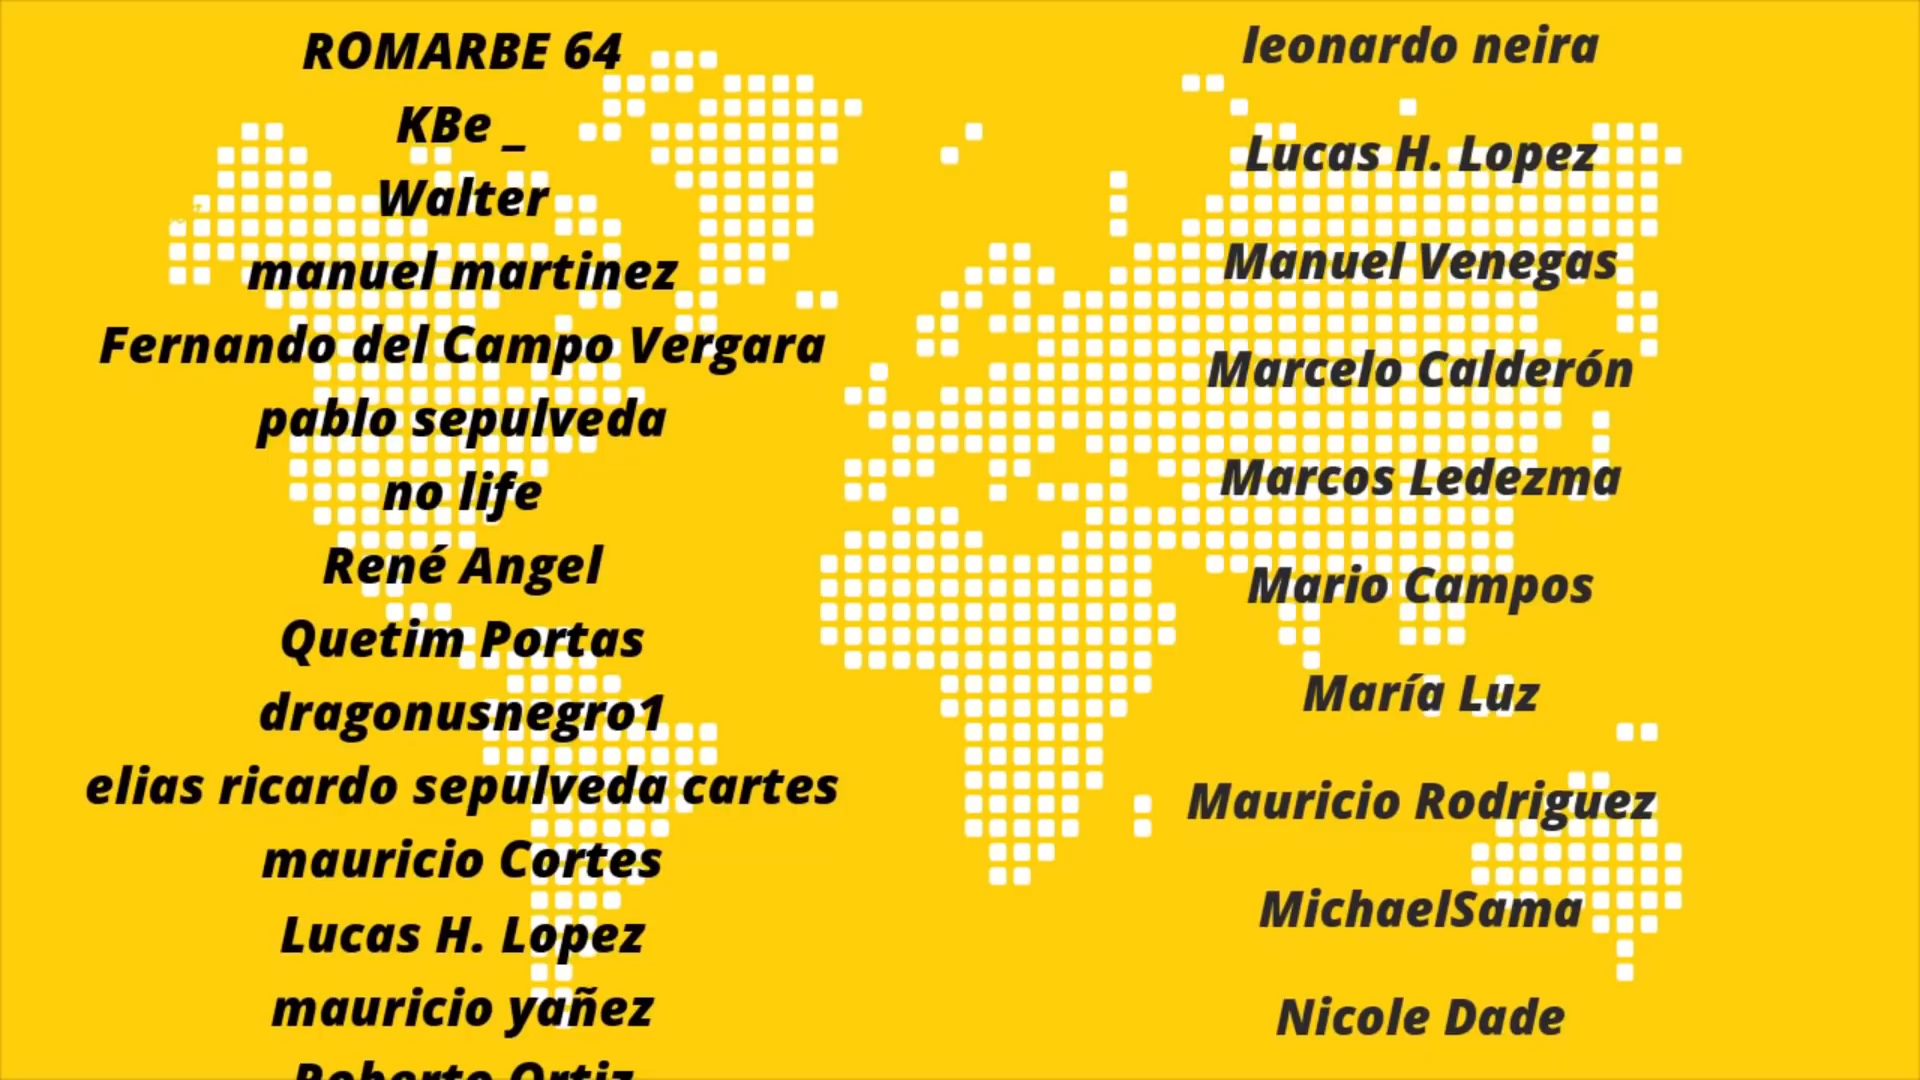 ROMARBE 64
KBe _
Walter
manuel martinez
Fernando del Campo Vergara
pablo sepulveda
no life
René Angel
Quetim Portas
dragonusnegro1
elias ricardo sepulveda cartes
mauricio Cortes
Lucas H. Lopez
mauricio yañez
Roberto Ortiz
leonardo neira
Lucas H. Lopez
Manuel Venegas
Marcelo Calderón
Marcos Ledezma
Mario Campos
María Luz
Mauricio Rodriguez
MichaelSama
Nicole Dade